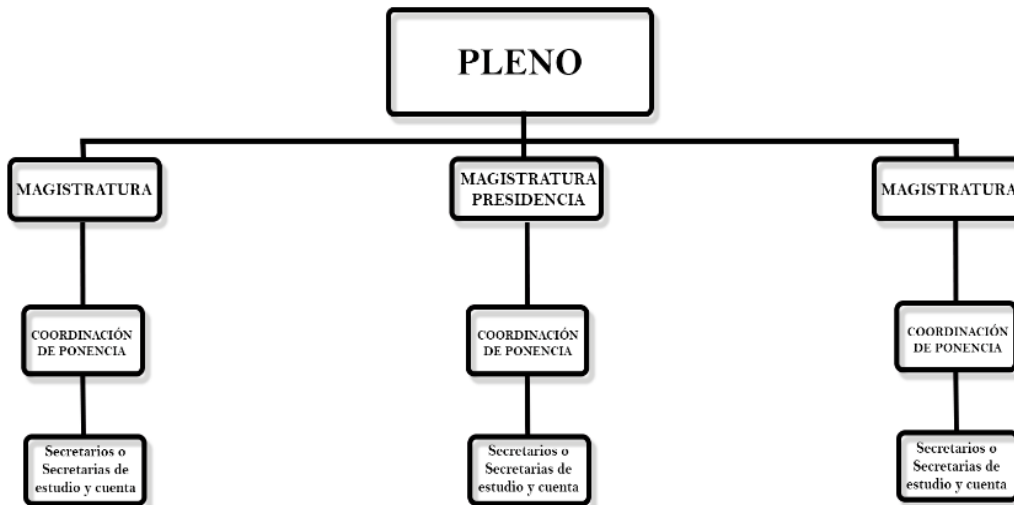 PLENO
MAGISTRATURA
MAGISTRATURA
PRESIDENCIA
MAGISTRATURA
COORDINACIÓN
DE PONENCIA
COORDINACIÓN
DE PONENCIA
COORDINACIÓN
DE PONENCIA
Secretarios o
Secretarias de
estudio y cuenta
Secretarios o
Secretarias de
estudio y cuenta
Secretarios o
Secretarias de
estudio y cuenta